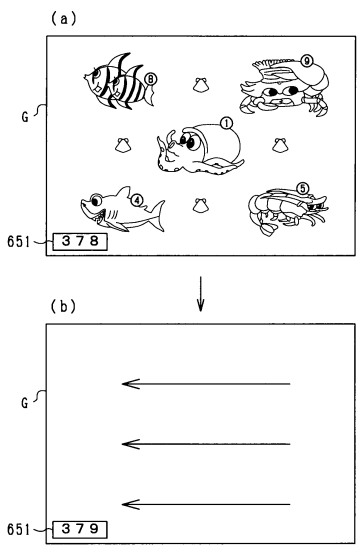 (a)
⑧ ⑨
G
①
④ ⑤
651 378
(b)
G
651 379